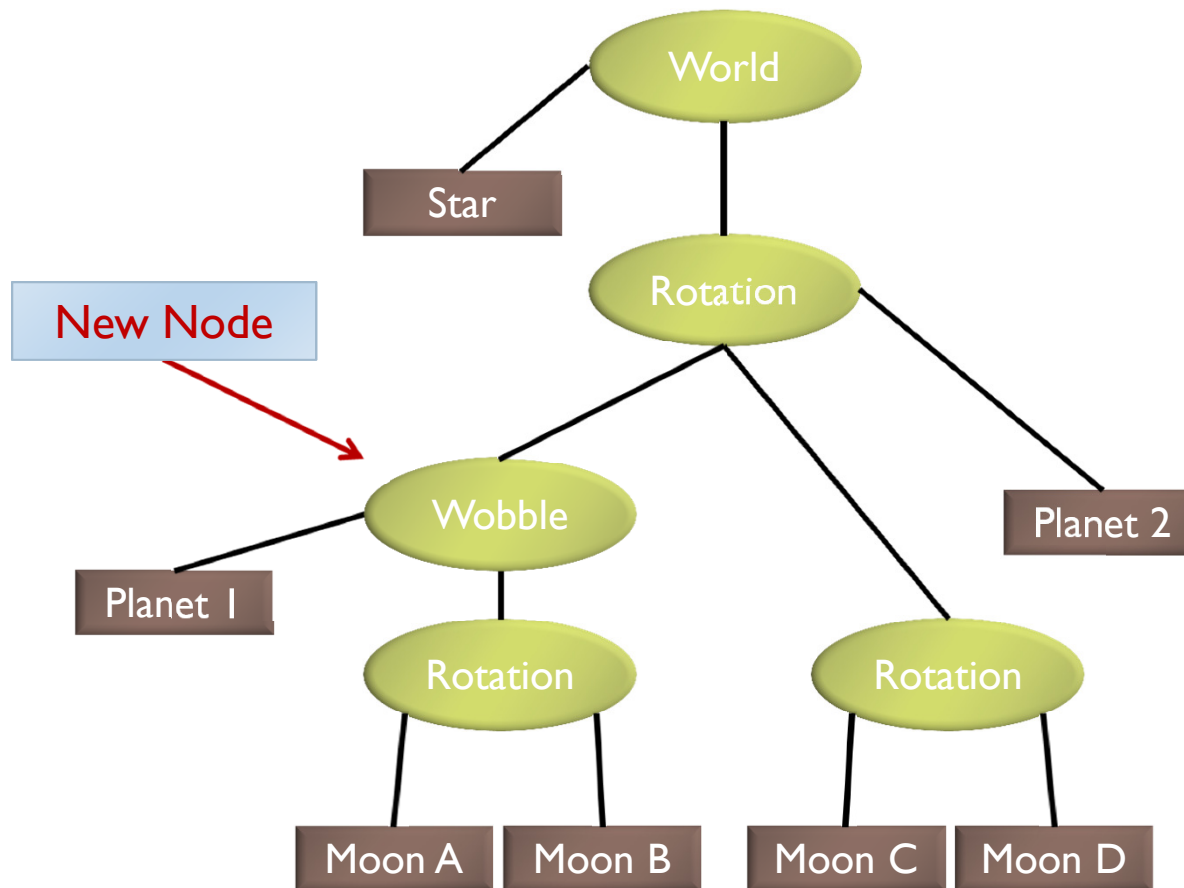 World
Star
Rotation
New Node
Wobble
Planet 2
Planet 1
Rotation
Rotation
Moon A
Moon B
Moon C
Moon D